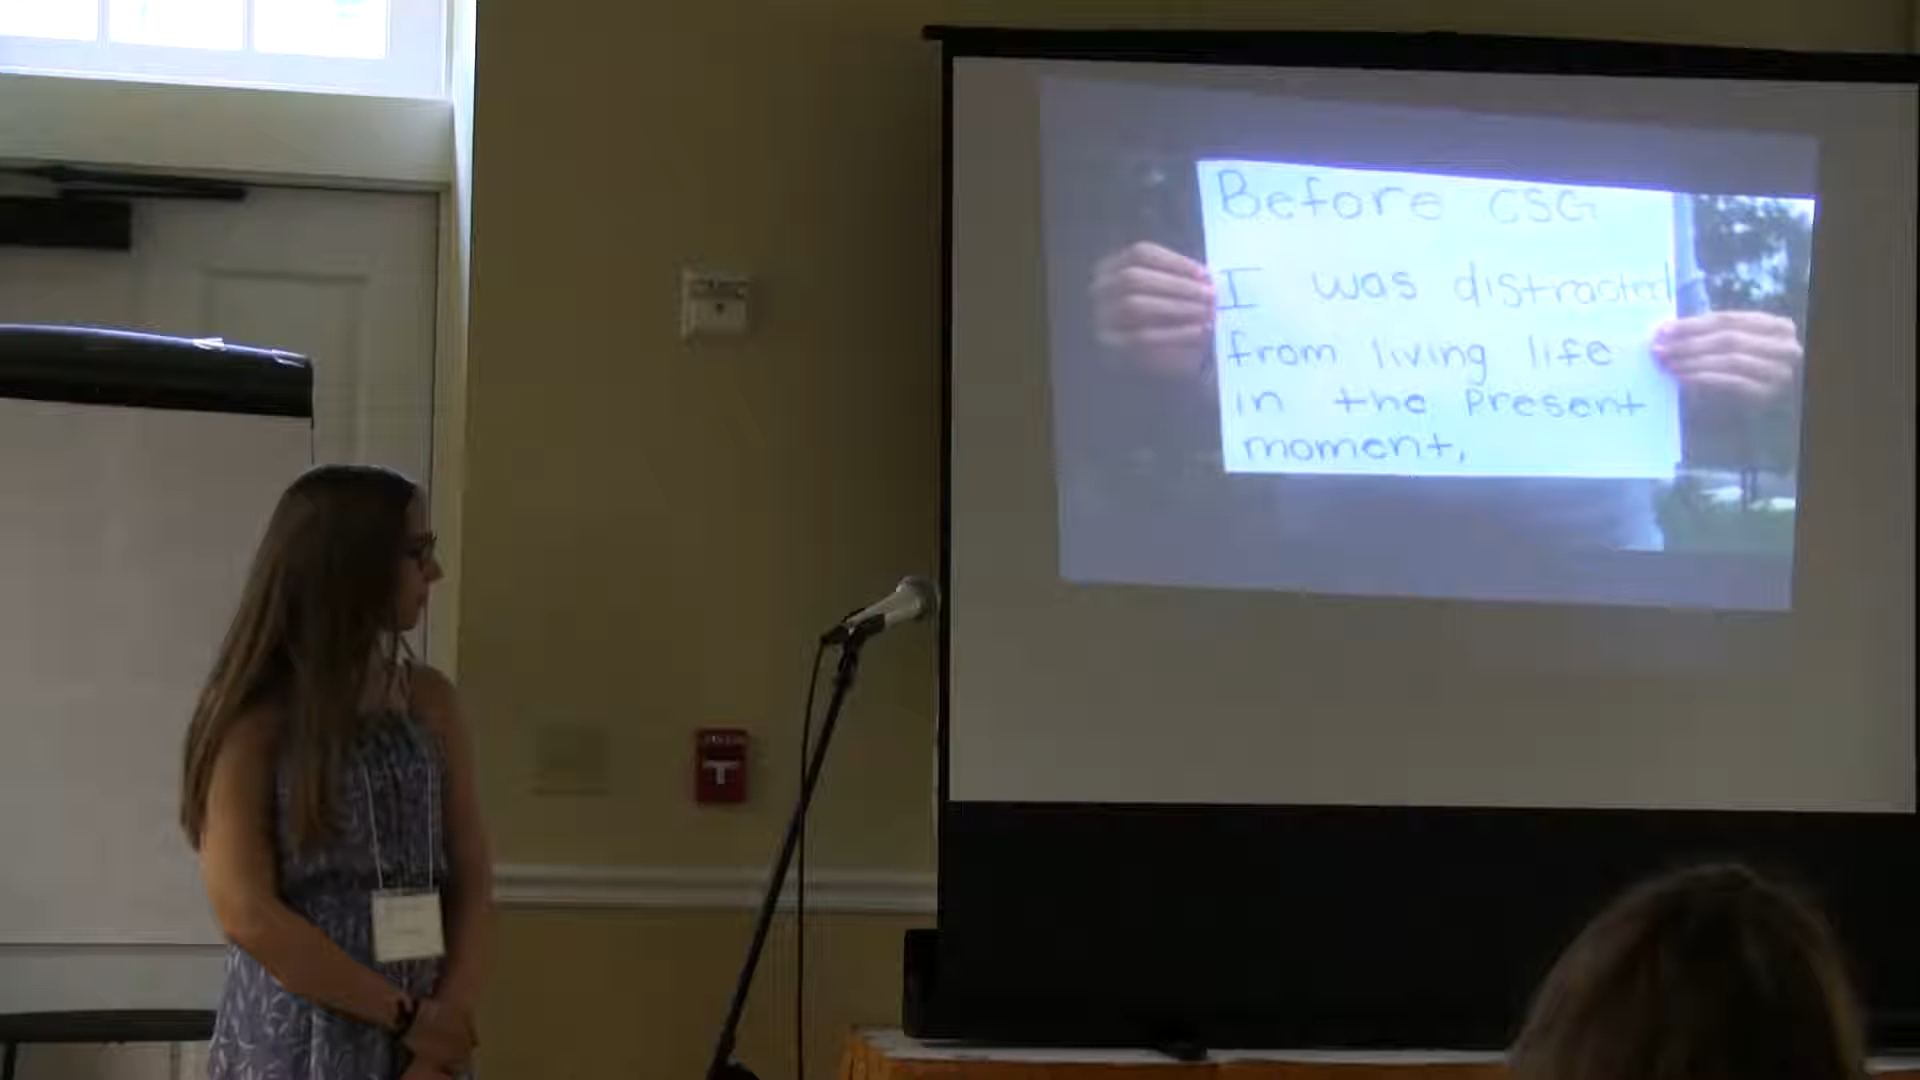 Before CSG
I was distracted
from living life
in the present
moment,